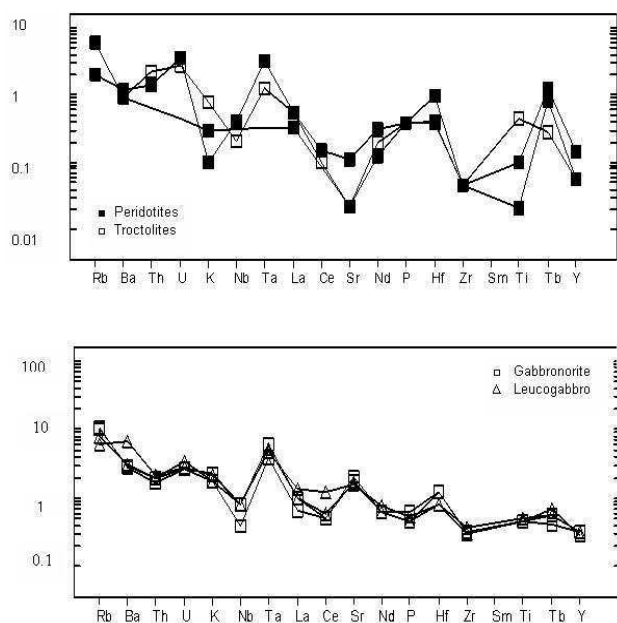 10
1
0.1
0.01
Peridotites
Troctolites
Rb Ba Th U K Nb Ta La Ce Sr Nd P Hf Zr Sm Ti Tb Y
100
10
1
0.1
Gabbronorite
Leucogabbro
Rb Ba Th U K Nb Ta La Ce Sr Nd P Hf Zr Sm Ti Tb Y